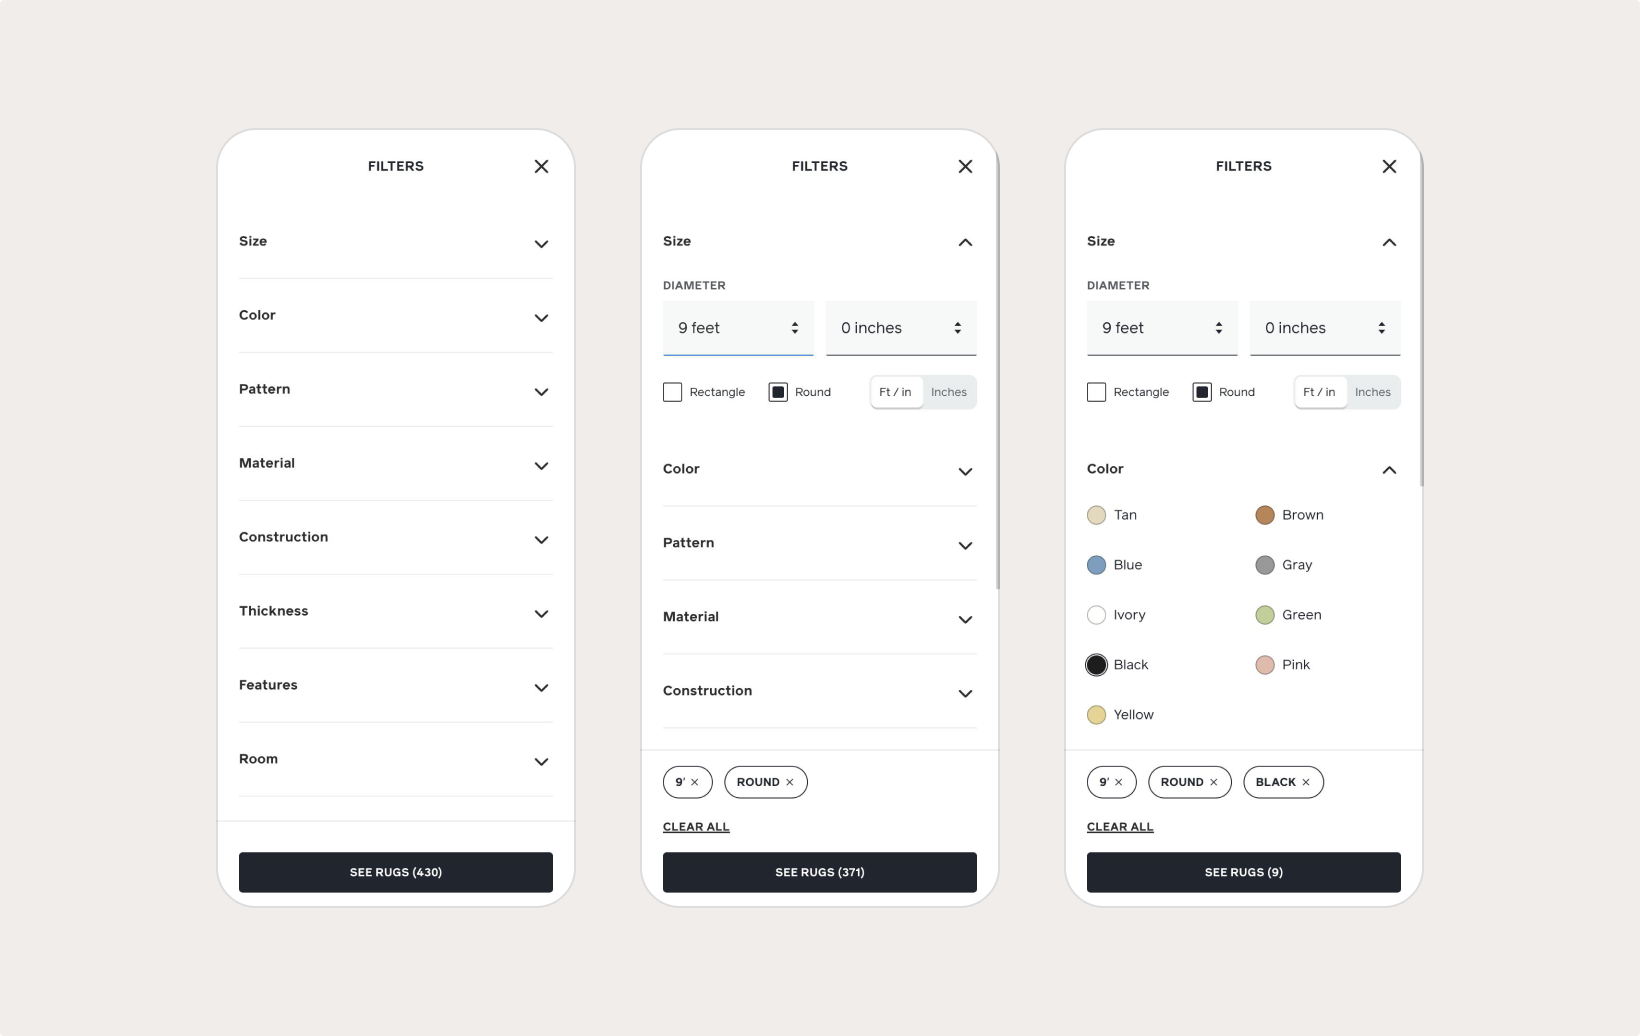 FILTERS
Size
Color
Pattern
Material
Construction
Thickness
Features
Room
SEE RUGS (430)
FILTERS
Size
DIAMETER
9 feet
0 inches
Rectangle
Round
Ft / in
Inches
Color
Pattern
Material
Construction
9′ ×
ROUND ×
CLEAR ALL
SEE RUGS (371)
FILTERS
Size
DIAMETER
9 feet
0 inches
Rectangle
Round
Ft / in
Inches
Color
Tan
Brown
Blue
Gray
Ivory
Green
Black
Pink
Yellow
9′ ×
ROUND ×
BLACK ×
CLEAR ALL
SEE RUGS (9)